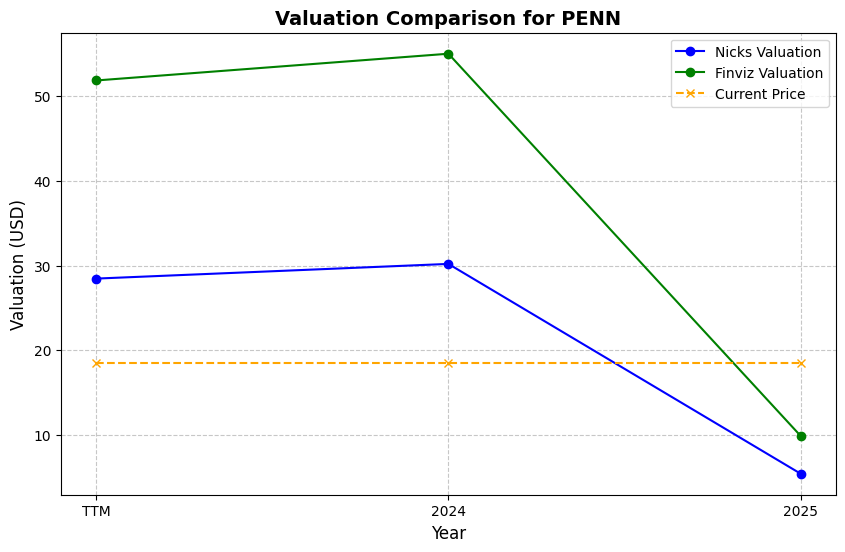 Valuation Comparison for PENN
Nicks Valuation
Finviz Valuation
Current Price
Valuation (USD)
50
40
30
20
10
TTM
2024
2025
Year